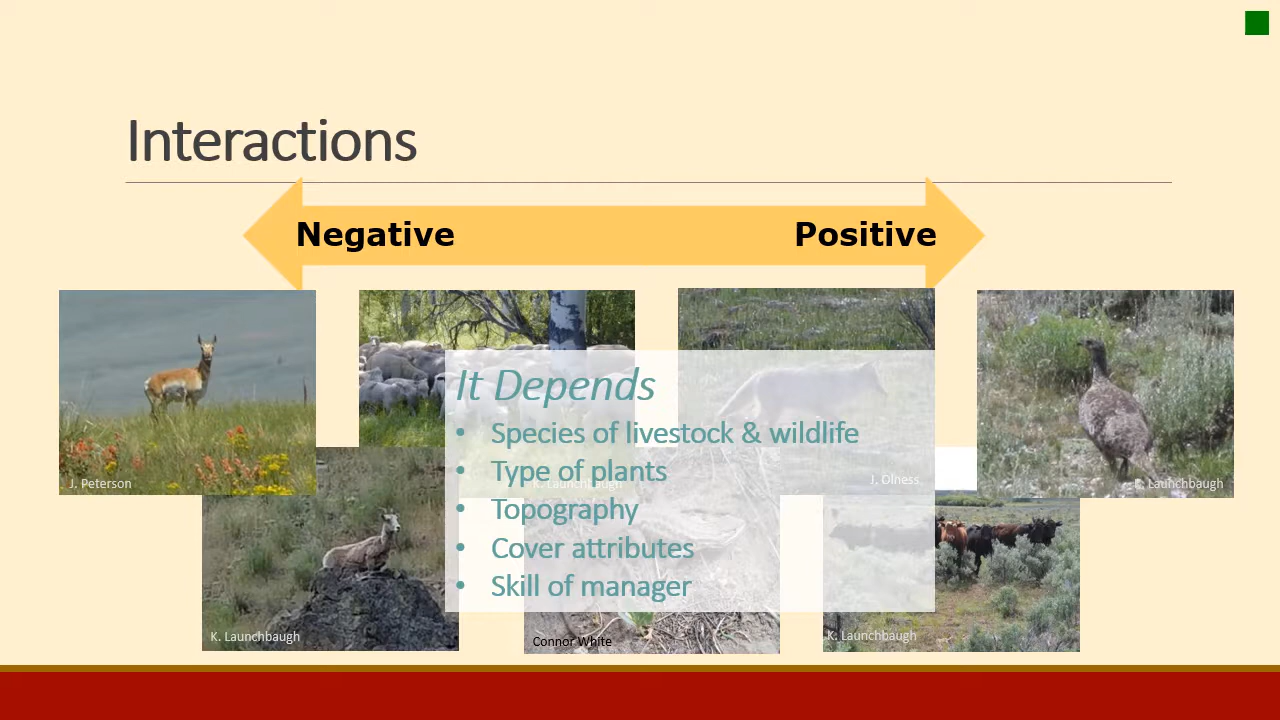 Interactions
Negative
Positive
It Depends
• Species of livestock & wildlife
• Type of plants
• Topography
• Cover attributes
• Skill of manager
J. Peterson
K. Launchbaugh
J. Olness
K. Launchbaugh
K. Launchbaugh
Connor White
K. Launchbaugh